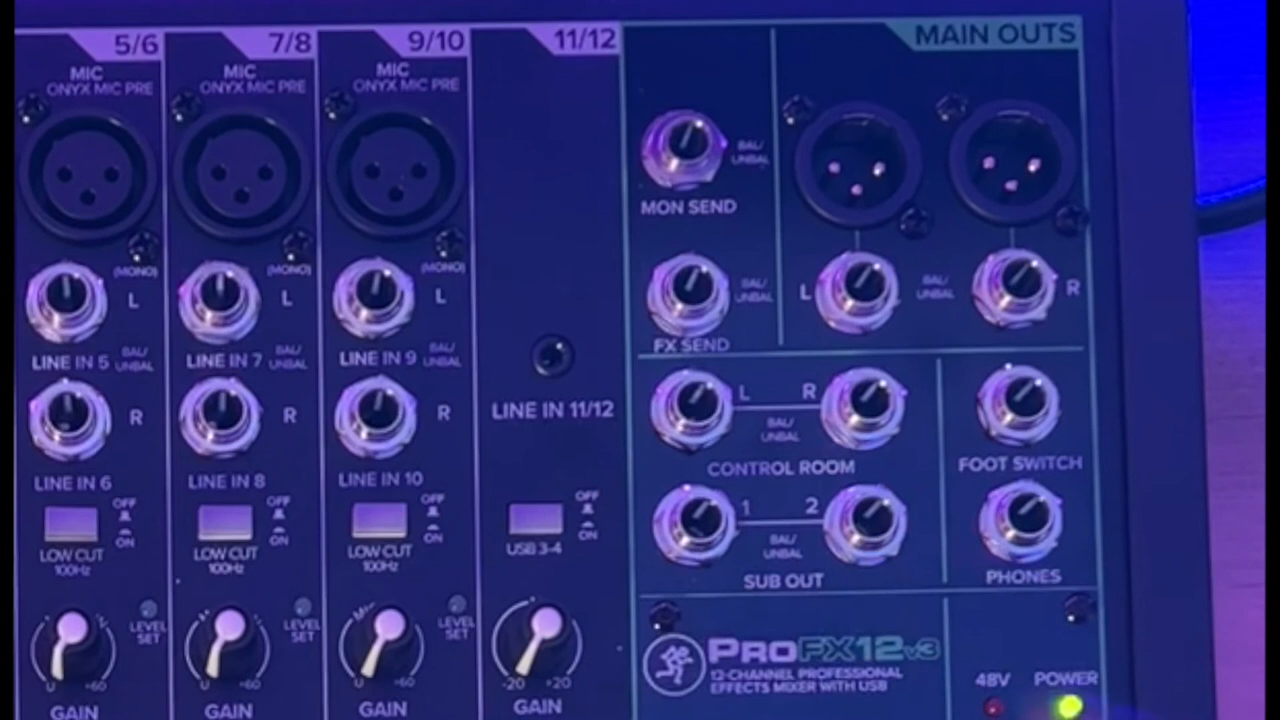 5/6
MIC
ONYX MIC PRE
(MONO)
L
LINE IN 5
BAL/
UNBAL
R
LINE IN 6
OFF
ON
LOW CUT
100Hz
LEVEL
SET
U
+60
GAIN
7/8
MIC
ONYX MIC PRE
(MONO)
L
LINE IN 7
BAL/
UNBAL
R
LINE IN 8
OFF
ON
LOW CUT
100Hz
LEVEL
SET
U
+60
GAIN
9/10
MIC
ONYX MIC PRE
(MONO)
L
LINE IN 9
BAL/
UNBAL
R
LINE IN 10
OFF
ON
LOW CUT
100Hz
LEVEL
SET
U
+60
GAIN
11/12
LINE IN 11/12
OFF
ON
USB 3-4
-20 +20
GAIN
MAIN OUTS
BAL/
UNBAL
MON SEND
BAL/
UNBAL
FX SEND
L
BAL/
UNBAL
R
L R
BAL/
UNBAL
CONTROL ROOM
FOOT SWITCH
1 2
BAL/
UNBAL
SUB OUT
PHONES
PROFX12v3
12-CHANNEL PROFESSIONAL
EFFECTS MIXER WITH USB
48V POWER